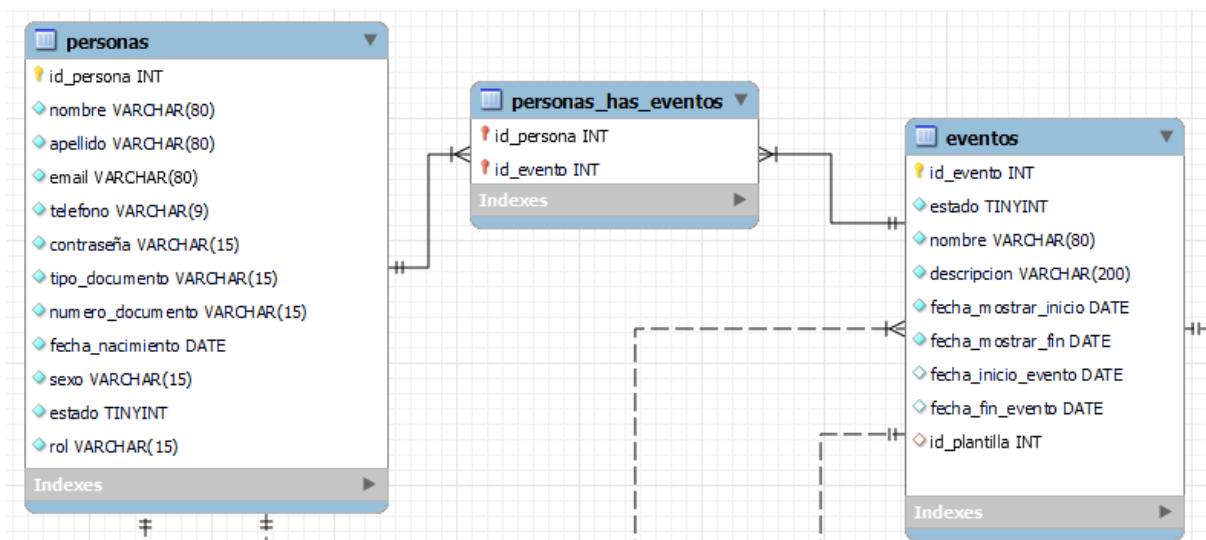 personas
id_persona INT
nombre VARCHAR(80)
apellido VARCHAR(80)
email VARCHAR(80)
telefono VARCHAR(9)
contraseña VARCHAR(15)
tipo_documento VARCHAR(15)
numero_documento VARCHAR(15)
fecha_nacimiento DATE
sexo VARCHAR(15)
estado TINYINT
rol VARCHAR(15)
Indexes
personas_has_eventos
id_persona INT
id_evento INT
Indexes
eventos
id_evento INT
estado TINYINT
nombre VARCHAR(80)
descripcion VARCHAR(200)
fecha_mostrar_inicio DATE
fecha_mostrar_fin DATE
fecha_inicio_evento DATE
fecha_fin_evento DATE
id_plantilla INT
Indexes